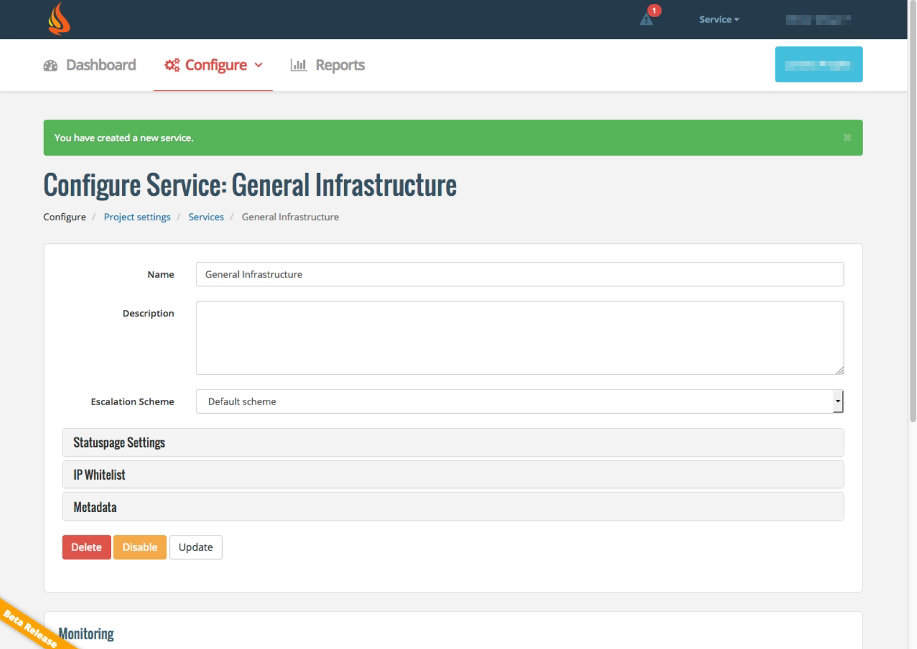 1
Service
Dashboard
Configure
Reports
You have created a new service.
×
Configure Service: General Infrastructure
Configure / Project settings / Services / General Infrastructure
Name
General Infrastructure
Description
Escalation Scheme
Default scheme
Statuspage Settings
IP Whitelist
Metadata
Delete
Disable
Update
Beta Release
Monitoring